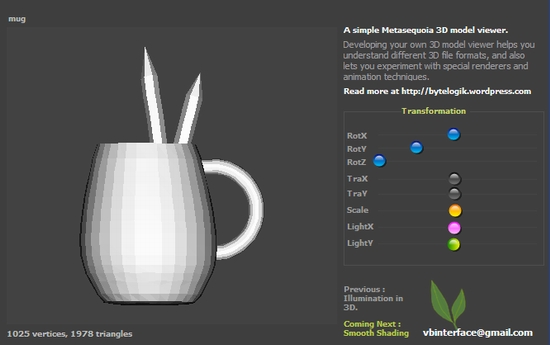 mug
A simple Metasequoia 3D model viewer.
Developing your own 3D model viewer helps you
understand different 3D file formats, and also
lets you experiment with special renderers and
animation techniques.
Read more at http://bytelogik.wordpress.com
Transformation
RotX
RotY
RotZ
TraX
TraY
Scale
LightX
LightY
Previous :
Illumination in
3D.
Coming Next :
Smooth Shading
vbinterface@gmail.com
1025 vertices, 1978 triangles